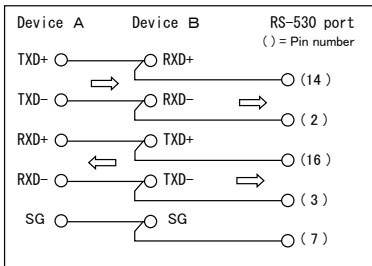 Device A Device B RS-530 port
( ) = Pin number
TXD+ RXD+
(14)
TXD- RXD-
(2)
RXD+ TXD+
(16)
RXD- TXD-
(3)
SG SG
(7)